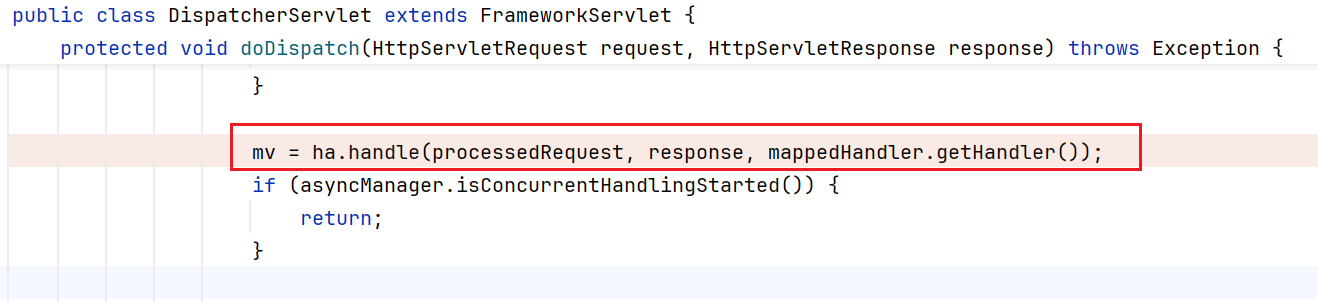 public class DispatcherServlet extends FrameworkServlet {
protected void doDispatch(HttpServletRequest request, HttpServletResponse response) throws Exception {
}
mv = ha.handle(processedRequest, response, mappedHandler.getHandler());
if (asyncManager.isConcurrentHandlingStarted()) {
return;
}